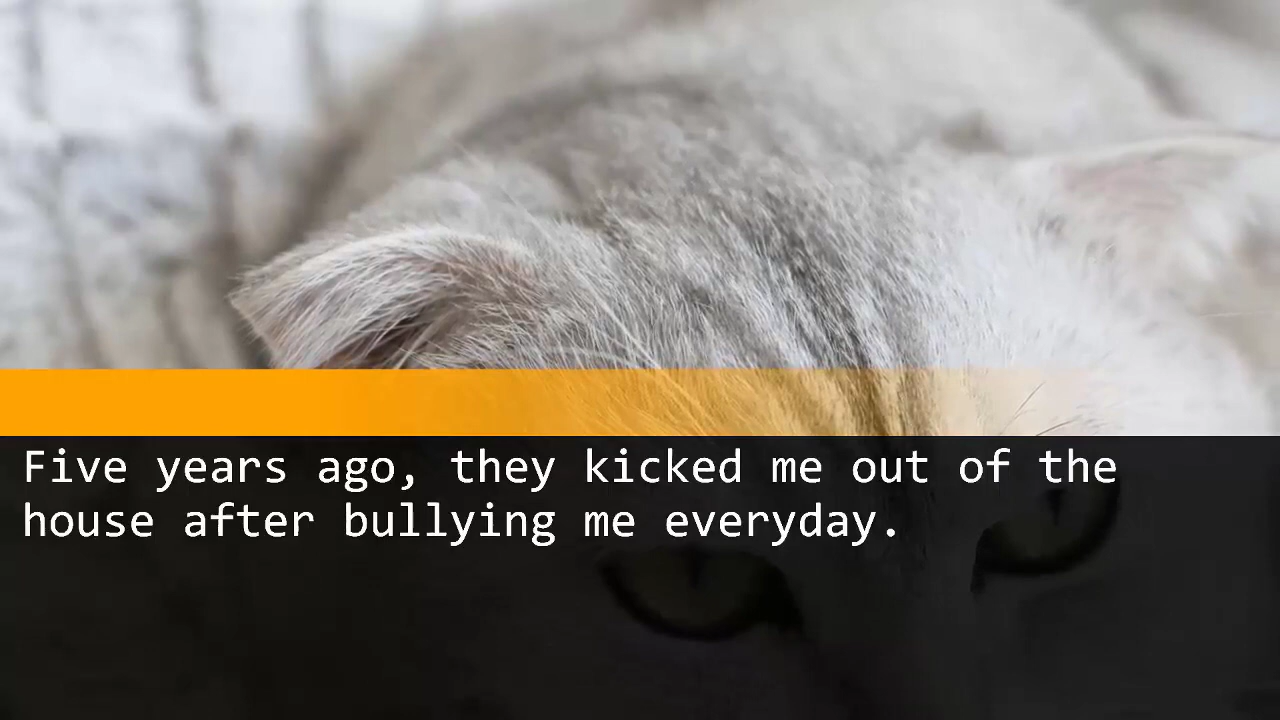 Five years ago, they kicked me out of the
house after bullying me everyday.